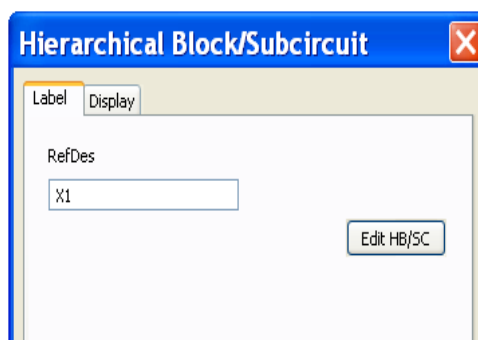 Hierarchical Block/Subcircuit
Label Display
RefDes
X1
Edit HB/SC